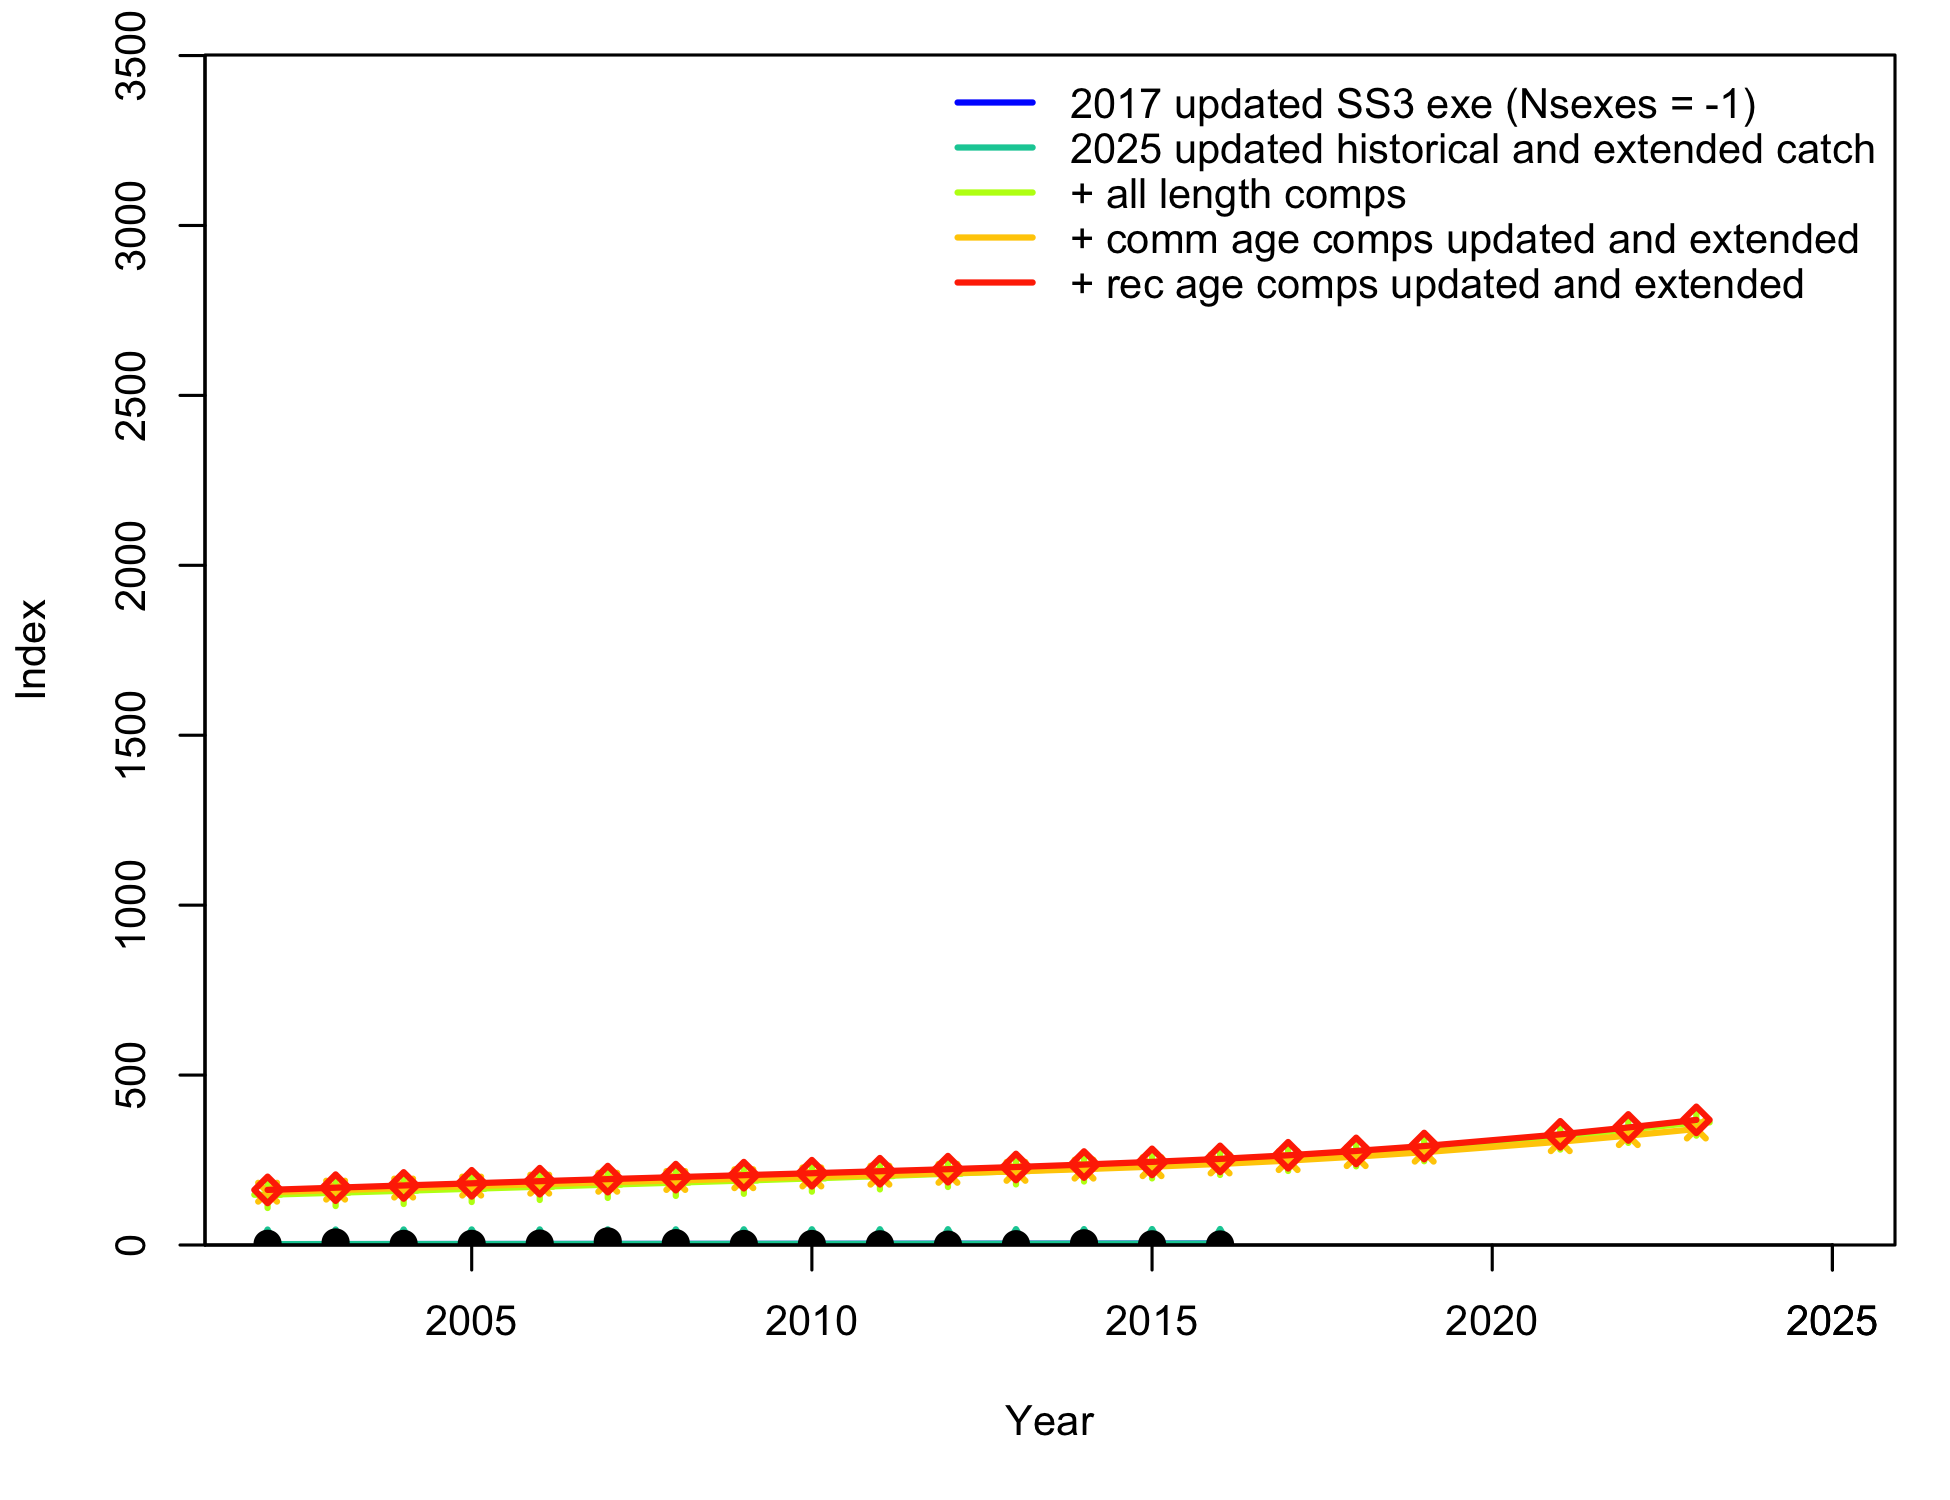 3500
3000
2500
2000
1500
1000
500
0
Index
2017 updated SS3 exe (Nsexes = -1)
2025 updated historical and extended catch
+ all length comps
+ comm age comps updated and extended
+ rec age comps updated and extended
2005 2010 2015 2020 2025
Year